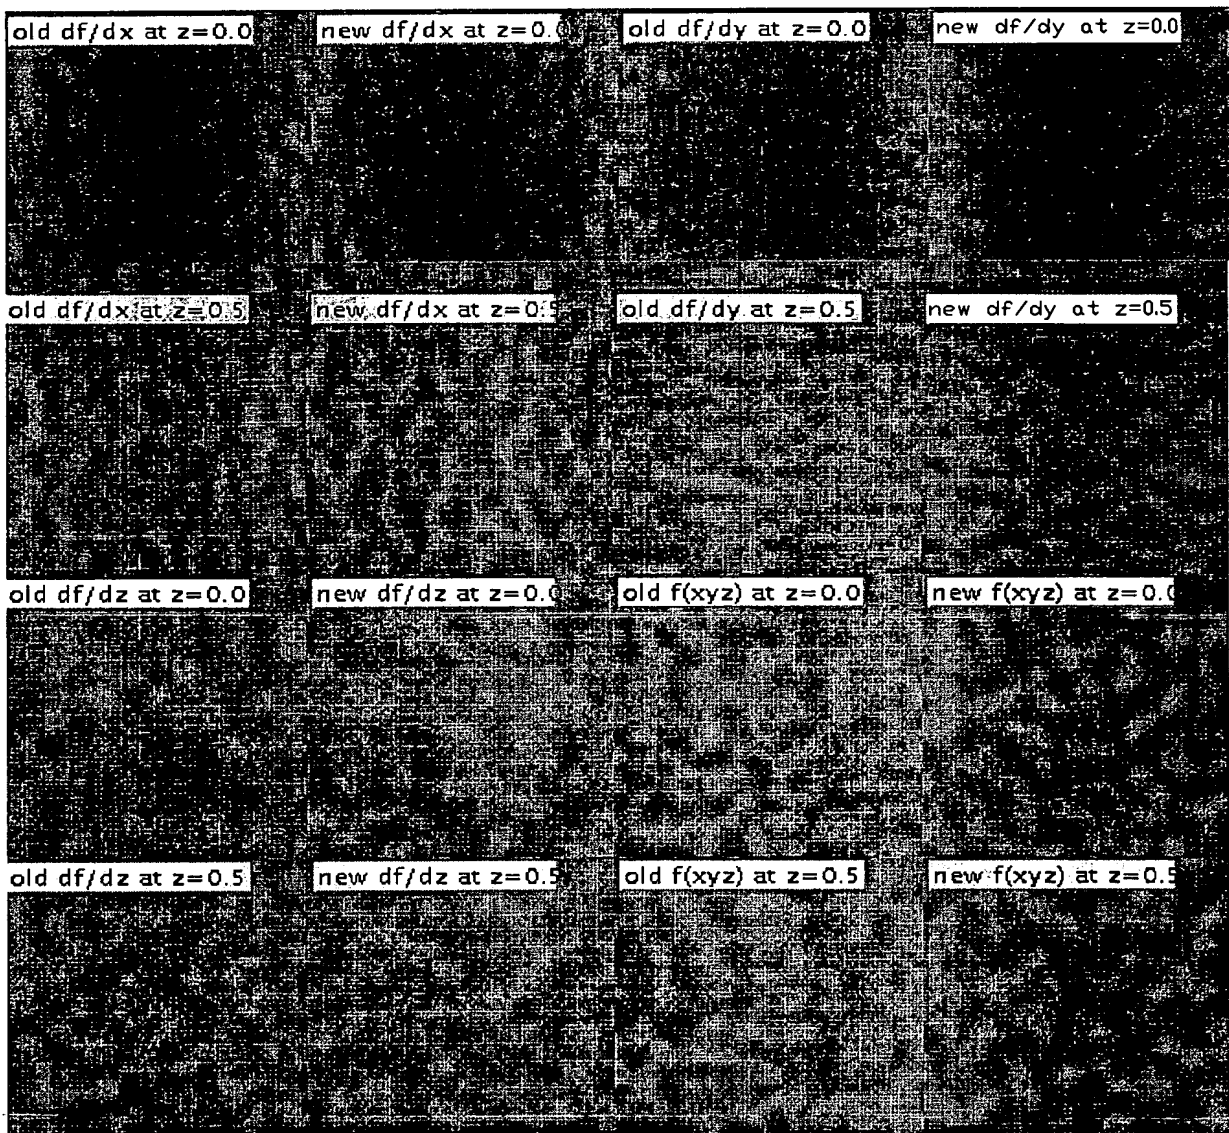 old df/dx at z=0.0
new df/dx at z=0.0
old df/dy at z=0.0
new df/dy at z=0.0
old df/dx at z=0.5
new df/dx at z=0.5
old df/dy at z=0.5
new df/dy at z=0.5
old df/dz at z=0.0
new df/dz at z=0.0
old f(xyz) at z=0.0
new f(xyz) at z=0.0
old df/dz at z=0.5
new df/dz at z=0.5
old f(xyz) at z=0.5
new f(xyz) at z=0.5